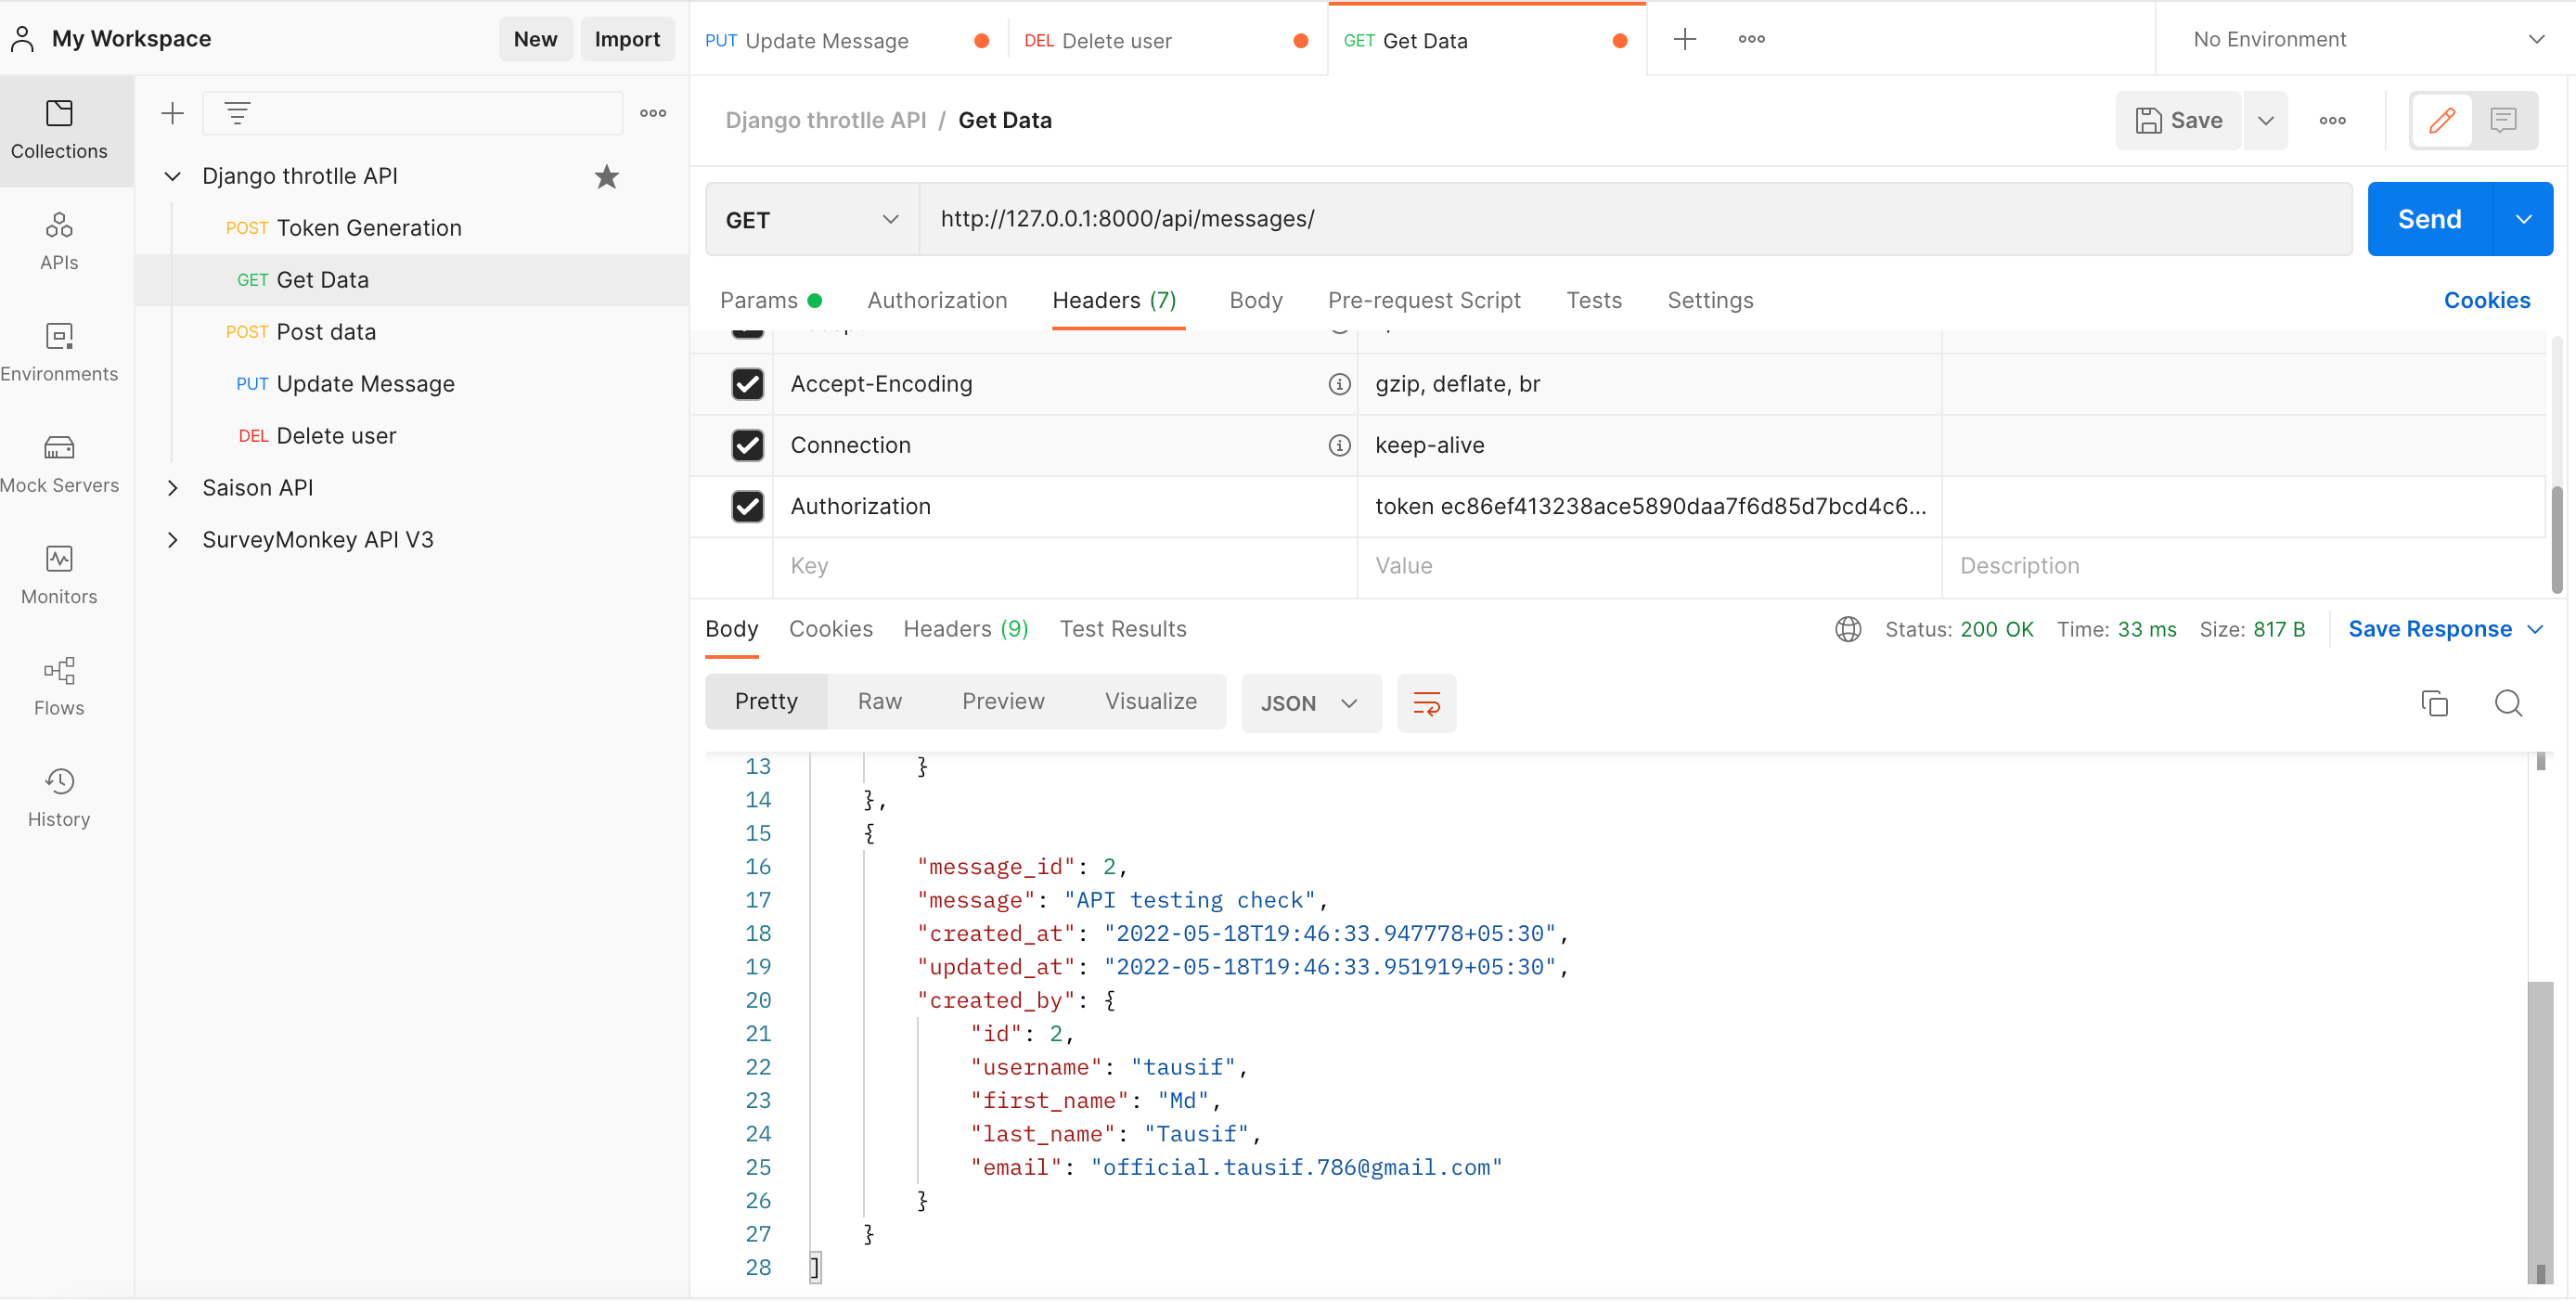 My Workspace
New
Import
PUT Update Message
DEL Delete user
GET Get Data
No Environment
Collections
APIs
Environments
Mock Servers
Monitors
Flows
History
Django throtlle API
POST Token Generation
GET Get Data
POST Post data
PUT Update Message
DEL Delete user
Saison API
SurveyMonkey API V3
Django throtlle API / Get Data
Save
GET
http://127.0.0.1:8000/api/messages/
Send
Params
Authorization
Headers (7)
Body
Pre-request Script
Tests
Settings
Cookies
Accept-Encoding gzip, deflate, br
Connection keep-alive
Authorization token ec86ef413238ace5890daa7f6d85d7bcd4c6...
Key Value Description
Body
Cookies
Headers (9)
Test Results
Status: 200 OK Time: 33 ms Size: 817 B
Save Response
Pretty
Raw
Preview
Visualize
JSON
13 }
14 },
15 {
16 "message_id": 2,
17 "message": "API testing check",
18 "created_at": "2022-05-18T19:46:33.947778+05:30",
19 "updated_at": "2022-05-18T19:46:33.951919+05:30",
20 "created_by": {
21 "id": 2,
22 "username": "tausif",
23 "first_name": "Md",
24 "last_name": "Tausif",
25 "email": "official.tausif.786@gmail.com"
26 }
27 }
28 ]